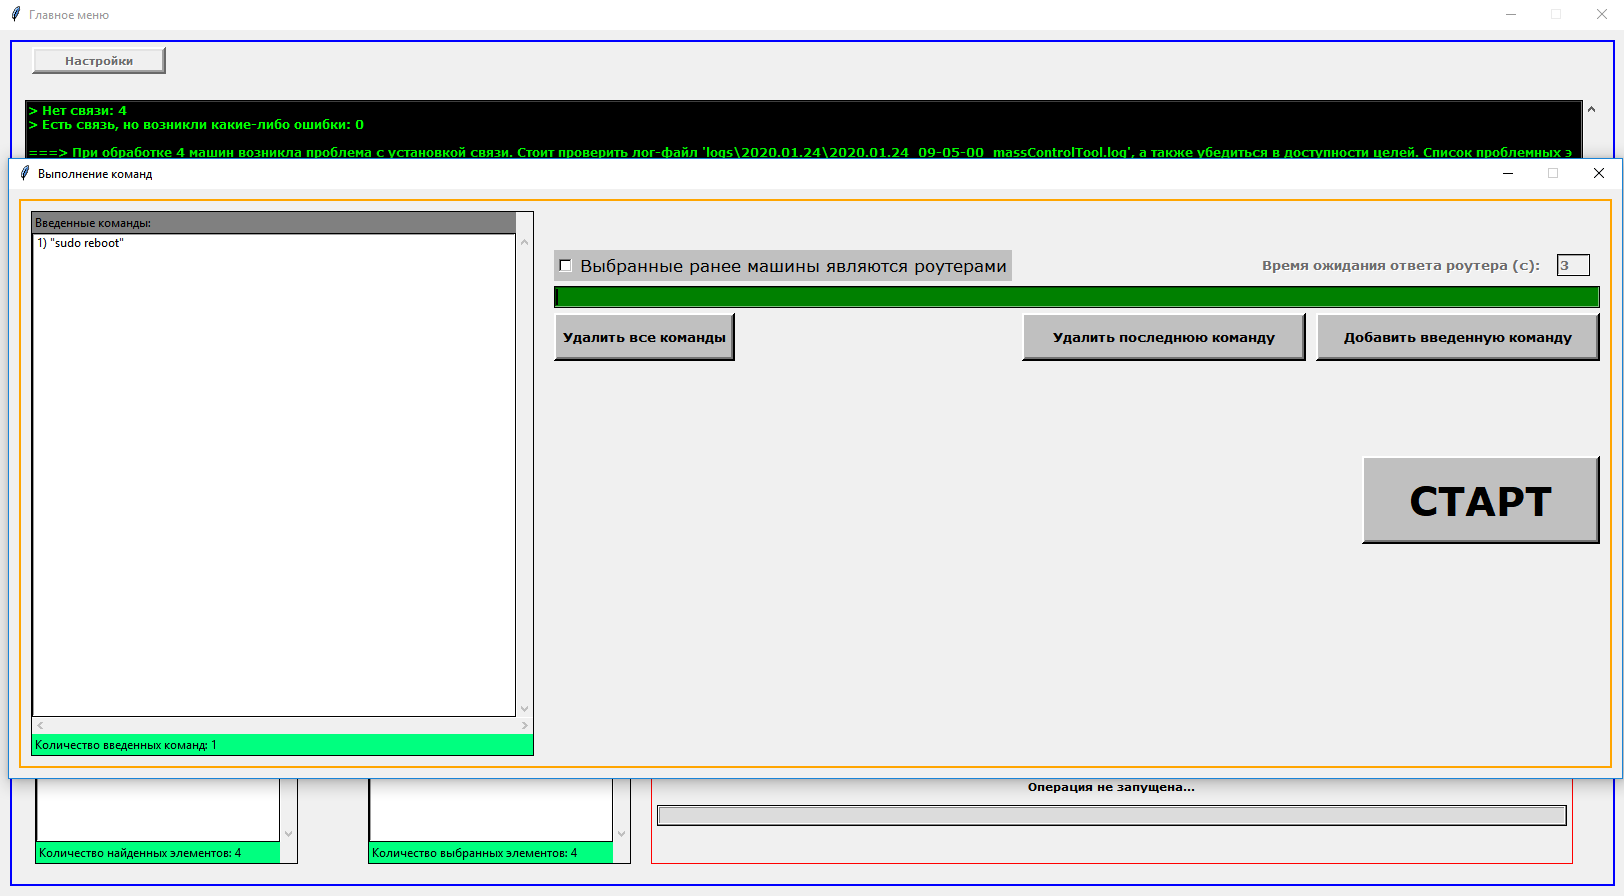 Главное меню
Настройки
> Нет связи: 4
> Есть связь, но возникли какие-либо ошибки: 0
===> При обработке 4 машин возникла проблема с установкой связи. Стоит проверить лог-файл 'logs\2020.01.24\2020.01.24_09-05-00_massControlTool.log', а также убедиться в доступности целей. Список проблемных э
Выполнение команд
Введенные команды:
1) "sudo reboot"
Выбранные ранее машины являются роутерами
Время ожидания ответа роутера (с): 3
Удалить все команды
Удалить последнюю команду
Добавить введенную команду
СТАРТ
Количество введенных команд: 1
Операция не запущена...
Количество найденных элементов: 4
Количество выбранных элементов: 4